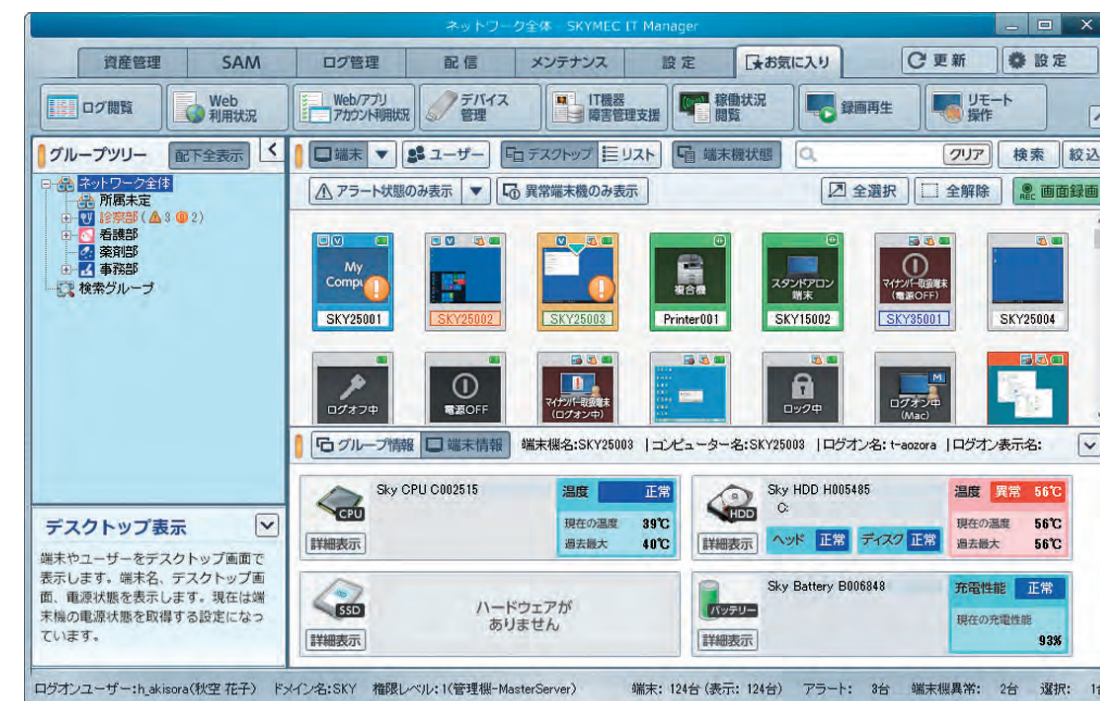 ネットワーク全体 - SKYMEC IT Manager
資産管理 SAM ログ管理 配信 メンテナンス 設定 お気に入り 更新 設定
ログ閲覧
Web
利用状況
Web/アプリ
アカウント利用状況
デバイス
管理
IT機器
障害管理支援
稼働状況
閲覧
録画再生
リモート
操作
グループツリー 配下全表示
端末 ユーザー デスクトップ リスト 端末機状態 クリア 検索 絞込
ネットワーク全体
所属未定
診察部(3 2)
看護部
薬剤部
事務部
検索グループ
アラート状態のみ表示 異常端末機のみ表示 全選択 全解除 REC 画面録画
My
Compu
SKY25001
SKY25002
SKY25003
複合機
Printer001
スタンドアロン
端末
SKY15002
マイナンバー取扱端末
(電源OFF)
SKY35001
SKY25004
ログオフ中
電源OFF
マイナンバー取扱端末
(ログオン中)
ロック中
M
ログオン中
(Mac)
グループ情報 端末情報 端末機名:SKY25003 |コンピューター名:SKY25003 |ログオン名: t-aozora |ログオン表示名:
CPU
Sky CPU C002515
詳細表示
温度 正常
現在の温度 39℃
過去最大 40℃
HDD
Sky HDD H005485
C:
ヘッド 正常 ディスク 正常
詳細表示
温度 異常 56℃
現在の温度 56℃
過去最大 56℃
SSD
詳細表示
ハードウェアが
ありません
バッテリー
Sky Battery B006848
詳細表示
充電性能 正常
現在の充電性能
93%
デスクトップ表示
端末やユーザーをデスクトップ画面で
表示します。端末名、デスクトップ画
面、電源状態を表示します。現在は端
末機の電源状態を取得する設定になっ
ています。
ログオンユーザー:h_akisora(秋空 花子) ドメイン名:SKY 権限レベル:1(管理機-MasterServer) 端末: 124台(表示: 124台) アラート: 3台 端末機異常: 2台 選択: